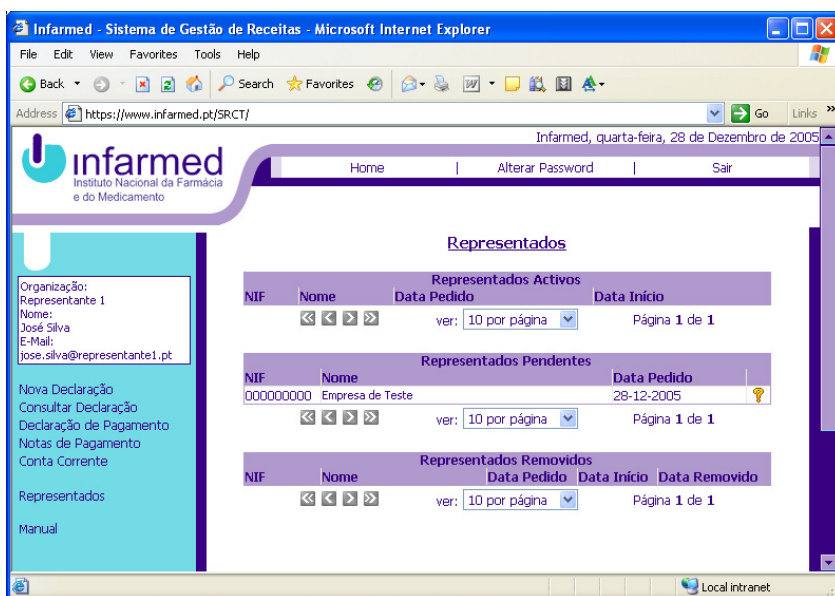 Infarmed - Sistema de Gestão de Receitas - Microsoft Internet Explorer
File Edit View Favorites Tools Help
Back Search Favorites
Address https://www.infarmed.pt/SRCT/ Go Links »
Infarmed, quarta-feira, 28 de Dezembro de 2005
infarmed
Instituto Nacional da Farmácia
e do Medicamento
Home | Alterar Password | Sair
Organização:
Representante 1
Nome:
José Silva
E-Mail:
jose.silva@representante1.pt
Nova Declaração
Consultar Declaração
Declaração de Pagamento
Notas de Pagamento
Conta Corrente
Representados
Manual
Representados
Representados Activos
NIF Nome Data Pedido Data Início
ver: 10 por página Página 1 de 1
Representados Pendentes
NIF Nome Data Pedido
000000000 Empresa de Teste 28-12-2005 ?
ver: 10 por página Página 1 de 1
Representados Removidos
NIF Nome Data Pedido Data Início Data Removido
ver: 10 por página Página 1 de 1
Local intranet